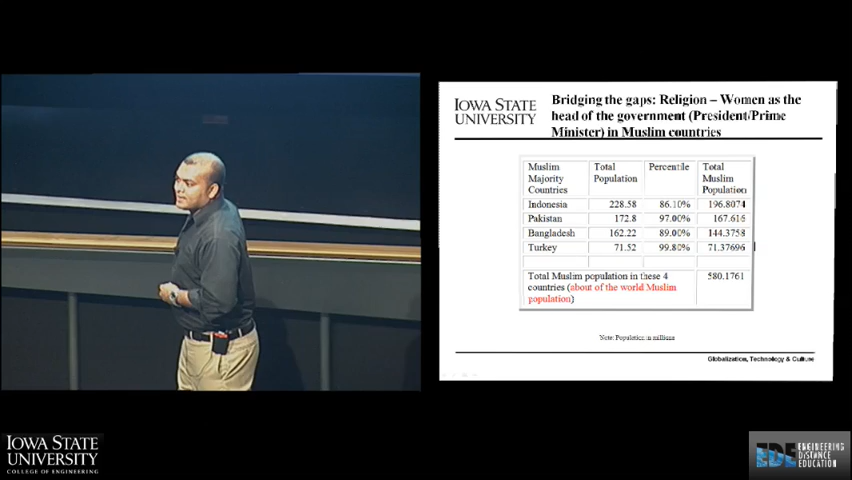 IOWA STATE
UNIVERSITY
Bridging the gaps: Religion – Women as the
head of the government (President/Prime
Minister) in Muslim countries
Muslim Majority Countries Total Population Percentile Total Muslim Population
Indonesia 228.58 86.10% 196.8074
Pakistan 172.8 97.00% 167.616
Bangladesh 162.22 89.00% 144.3758
Turkey 71.52 99.80% 71.37696
Total Muslim population in these 4
countries (about of the world Muslim
population)
580.1761
Note: Population in millions
Globalization, Technology & Culture
IOWA STATE
UNIVERSITY
COLLEGE OF ENGINEERING
EDE ENGINEERING
DISTANCE
EDUCATION